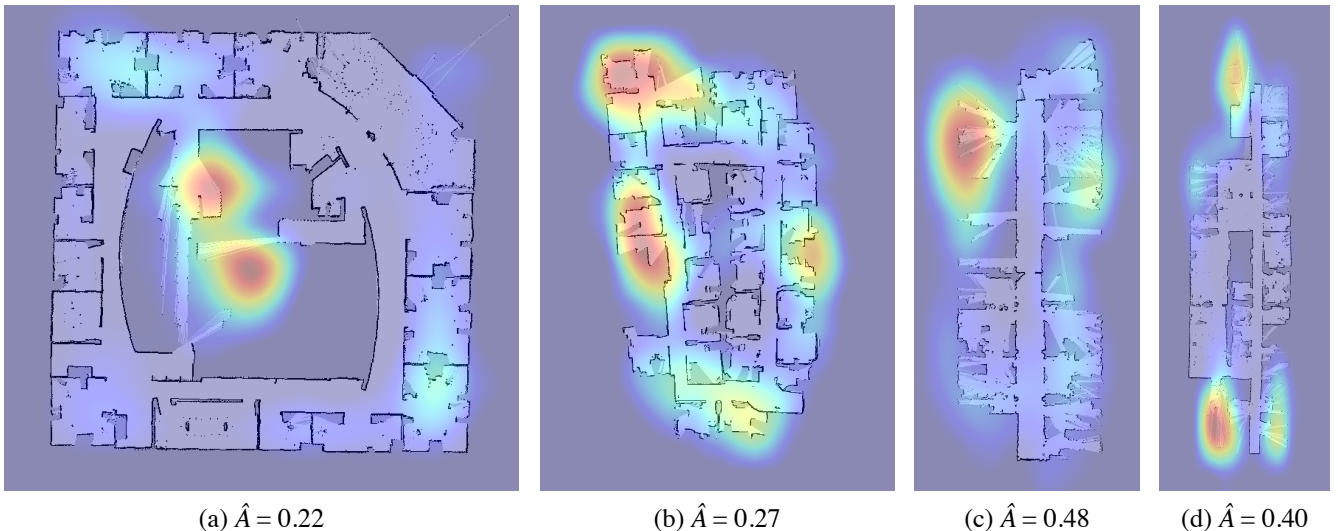 (a) Â = 0.22
(b) Â = 0.27
(c) Â = 0.48
(d) Â = 0.40